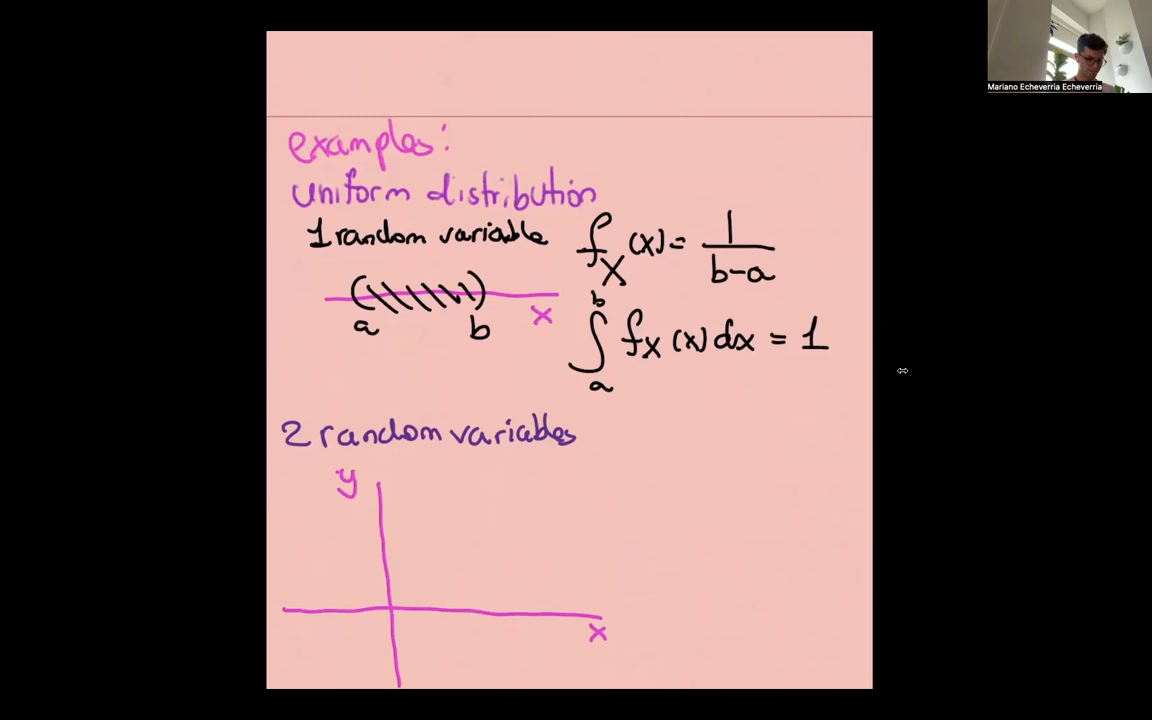 Mariano Echeverria Echeverria
examples:
uniform distribution
1 random variable
f_X (x) = 1/(b-a)
a b x
∫_a^b f_X (x) dx = 1
2 random variables
y
x